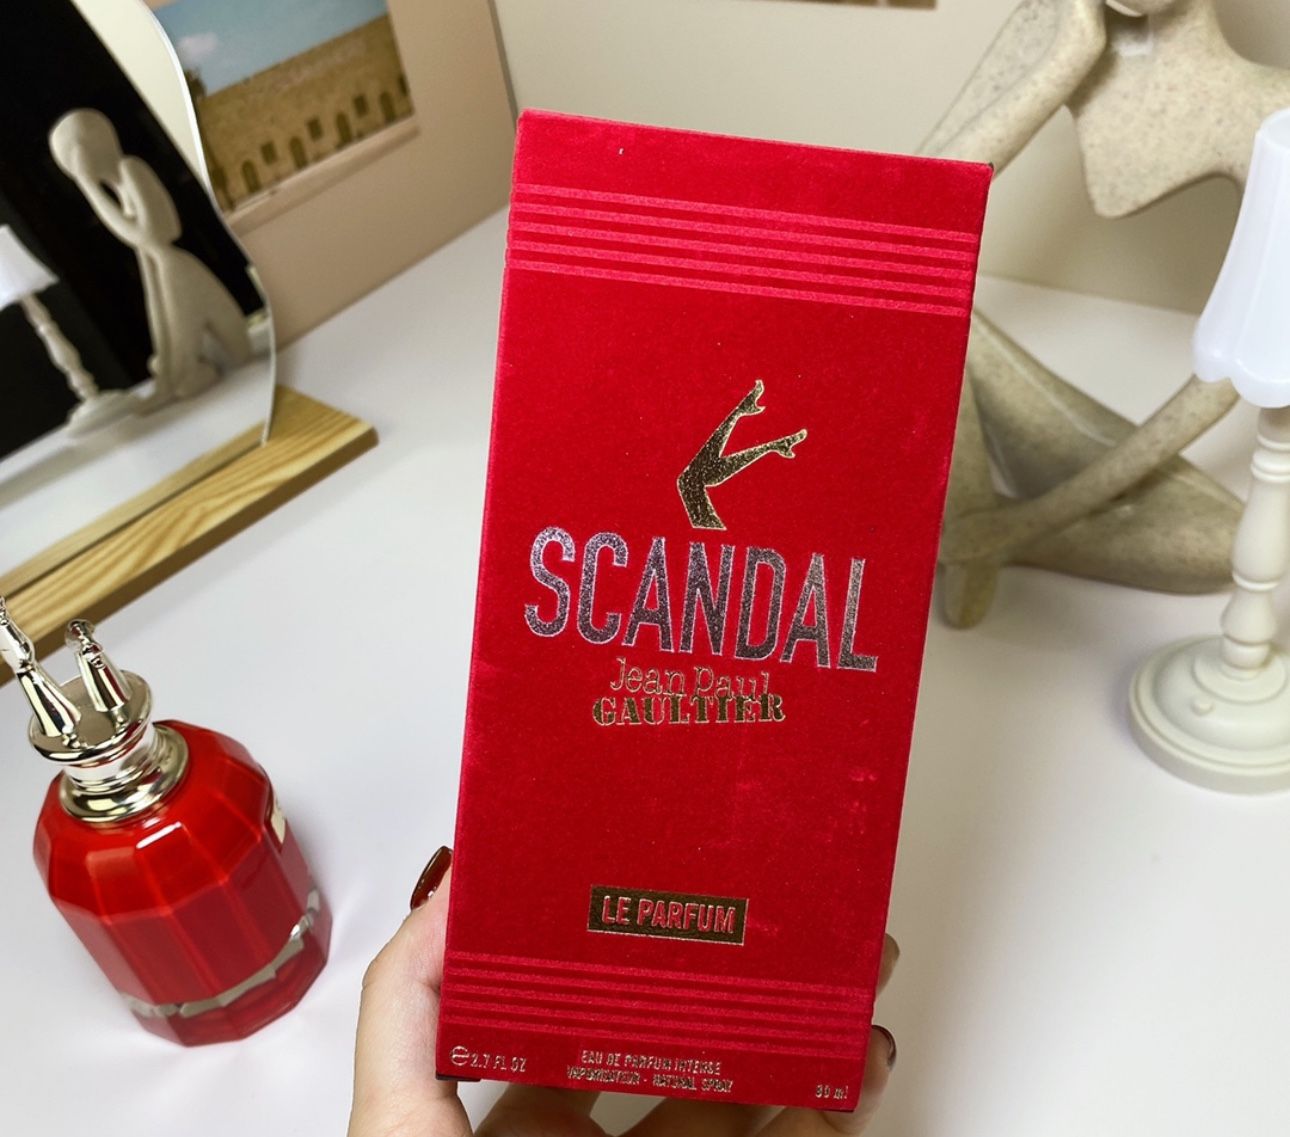 SCANDAL
Jean Paul
GAULTIER
LE PARFUM
℮ 2.7 FL OZ
EAU DE PARFUM INTENSE
VAPORISATEUR - NATURAL SPRAY
80 ml